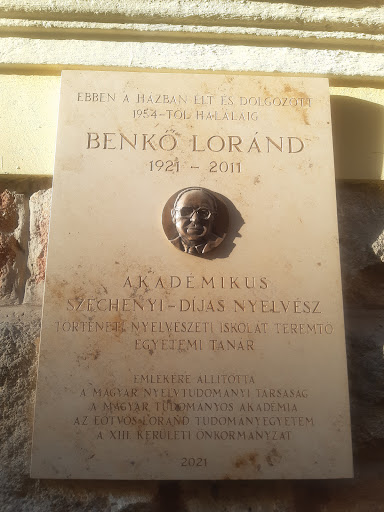 EBBEN A HÁZBAN ÉLT ÉS DOLGOZOTT
1954-TŐL HALÁLÁIG
BENKŐ LORÁND
1921 - 2011
AKADÉMIKUS
SZÉCHENYI-DÍJAS NYELVÉSZ
TÖRTÉNETI NYELVÉSZETI ISKOLÁT TEREMTŐ
EGYETEMI TANÁR
EMLÉKÉRE ÁLLÍTOTTA
A MAGYAR NYELVTUDOMÁNYI TÁRSASÁG
A MAGYAR TUDOMÁNYOS AKADÉMIA
AZ EÖTVÖS LORÁND TUDOMÁNYEGYETEM
A XIII. KERÜLETI ÖNKORMÁNYZAT
2021